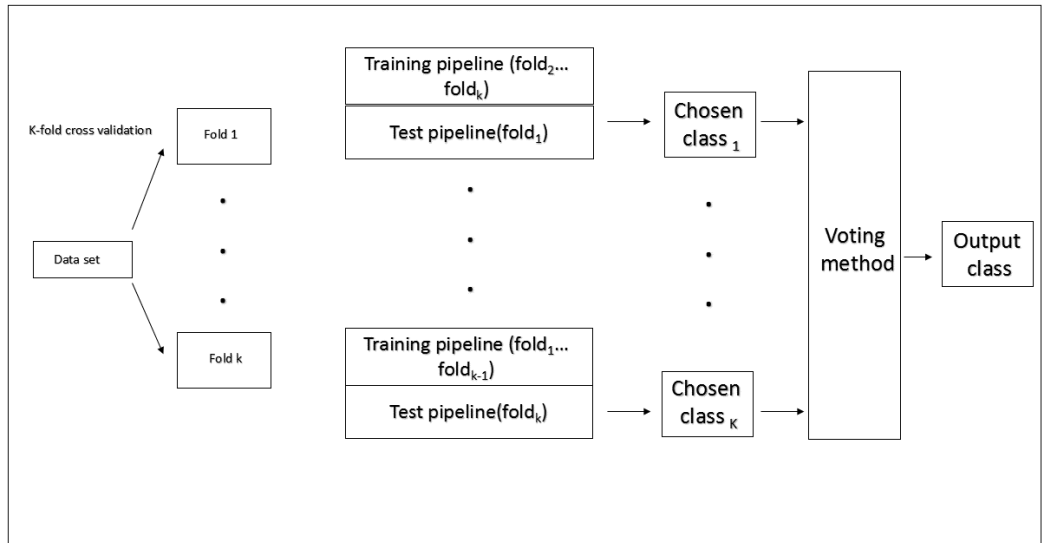 K-fold cross validation
Data set
Fold 1
Fold k
Training pipeline (fold2...
foldk)
Test pipeline(fold1)
Training pipeline (fold1...
foldk-1)
Test pipeline(foldk)
Chosen
class 1
Chosen
class K
Voting
method
Output
class